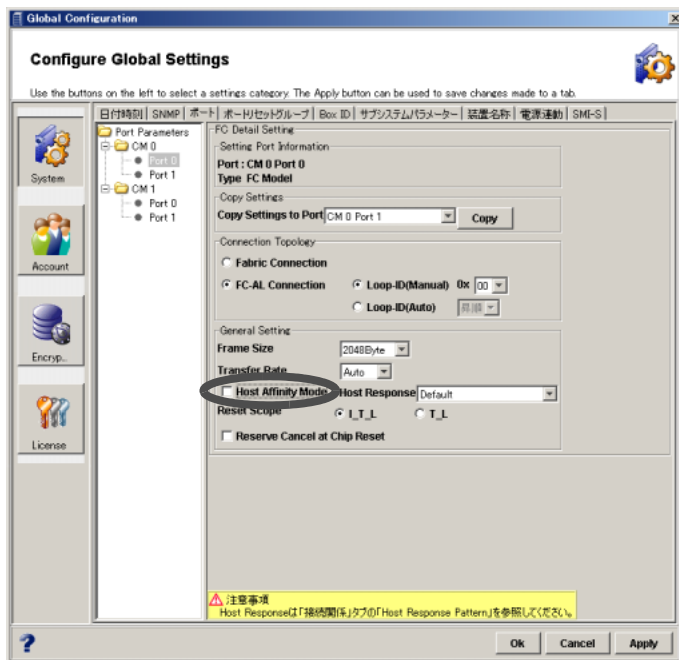 Global Configuration
Configure Global Settings
Use the buttons on the left to select a settings category. The Apply button can be used to save changes made to a tab.
日付時刻 SNMP ポート ポートリセットグループ Box ID サブシステムパラメーター 装置名称 電源連動 SMI-S
System
Account
Encryp..
License
Port Parameters
CM 0
Port 0
Port 1
CM 1
Port 0
Port 1
FC Detail Setting
Setting Port Information
Port : CM 0 Port 0
Type FC Model
Copy Settings
Copy Settings to Port CM 0 Port 1 Copy
Connection Topology
Fabric Connection
FC-AL Connection Loop-ID(Manual) 0x 00
Loop-ID(Auto) 昇順
General Setting
Frame Size 2048Byte
Transfer Rate Auto
Host Affinity Mode Host Response Default
Reset Scope I_T_L T_L
Reserve Cancel at Chip Reset
注意事項
Host Responseは「接続関係」タブの「Host Response Pattern」を参照してください。
? Ok Cancel Apply